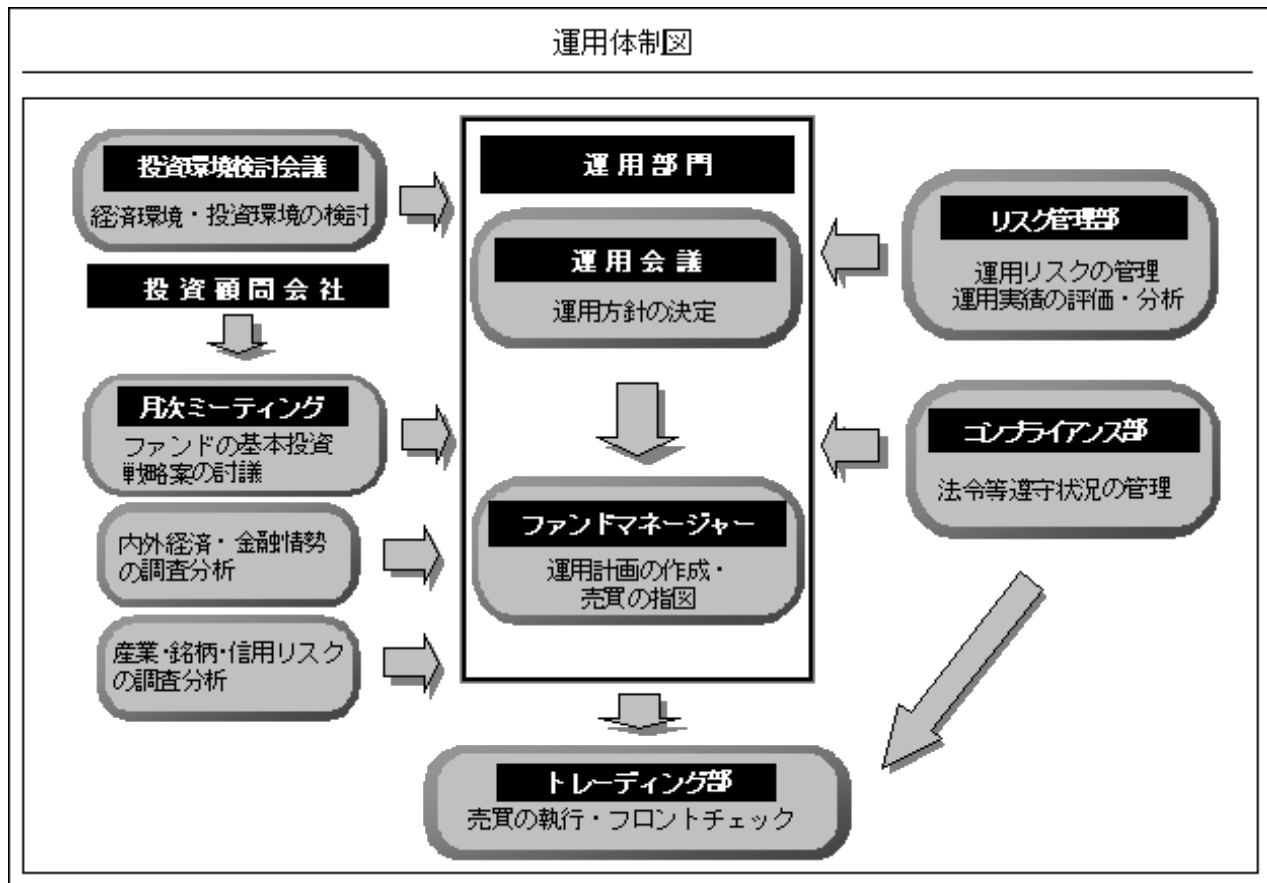 運用体制図
投資環境検討会議
経済環境・投資環境の検討
投資顧問会社
月次ミーティング
ファンドの基本投資
戦略案の討議
内外経済・金融情勢
の調査分析
産業・銘柄・信用リスク
の調査分析
運用部門
運用会議
運用方針の決定
ファンドマネージャー
運用計画の作成・
売買の指図
リスク管理部
運用リスクの管理
運用実績の評価・分析
コンプライアンス部
法令等遵守状況の管理
トレーディング部
売買の執行・フロントチェック